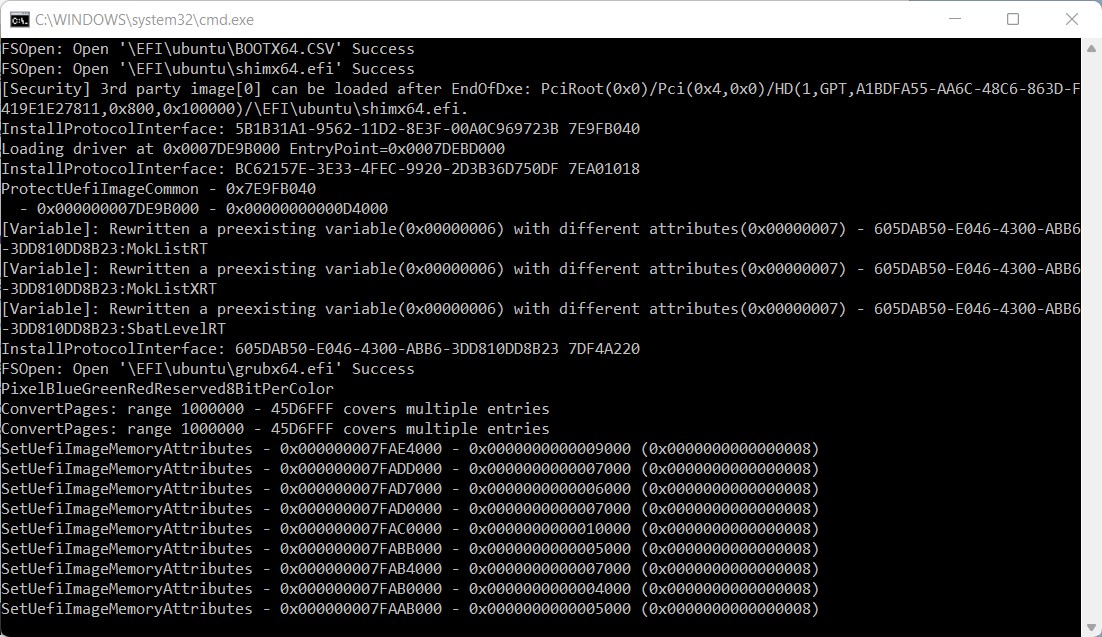 C:\WINDOWS\system32\cmd.exe
FSOpen: Open '\EFI\ubuntu\BOOTX64.CSV' Success
FSOpen: Open '\EFI\ubuntu\shimx64.efi' Success
[Security] 3rd party image[0] can be loaded after EndOfDxe: PciRoot(0x0)/Pci(0x4,0x0)/HD(1,GPT,A1BDFA55-AA6C-48C6-863D-F
419E1E27811,0x800,0x100000)/\EFI\ubuntu\shimx64.efi.
InstallProtocolInterface: 5B1B31A1-9562-11D2-8E3F-00A0C969723B 7E9FB040
Loading driver at 0x0007DE9B000 EntryPoint=0x0007DEBD000
InstallProtocolInterface: BC62157E-3E33-4FEC-9920-2D3B36D750DF 7EA01018
ProtectUefiImageCommon - 0x7E9FB040
  - 0x000000007DE9B000 - 0x00000000000D4000
[Variable]: Rewritten a preexisting variable(0x00000006) with different attributes(0x00000007) - 605DAB50-E046-4300-ABB6
-3DD810DD8B23:MokListRT
[Variable]: Rewritten a preexisting variable(0x00000006) with different attributes(0x00000007) - 605DAB50-E046-4300-ABB6
-3DD810DD8B23:MokListXRT
[Variable]: Rewritten a preexisting variable(0x00000006) with different attributes(0x00000007) - 605DAB50-E046-4300-ABB6
-3DD810DD8B23:SbatLevelRT
InstallProtocolInterface: 605DAB50-E046-4300-ABB6-3DD810DD8B23 7DF4A220
FSOpen: Open '\EFI\ubuntu\grubx64.efi' Success
PixelBlueGreenRedReserved8BitPerColor
ConvertPages: range 1000000 - 45D6FFF covers multiple entries
ConvertPages: range 1000000 - 45D6FFF covers multiple entries
SetUefiImageMemoryAttributes - 0x000000007FAE4000 - 0x0000000000009000 (0x0000000000000008)
SetUefiImageMemoryAttributes - 0x000000007FADD000 - 0x0000000000007000 (0x0000000000000008)
SetUefiImageMemoryAttributes - 0x000000007FAD7000 - 0x0000000000006000 (0x0000000000000008)
SetUefiImageMemoryAttributes - 0x000000007FAD0000 - 0x0000000000007000 (0x0000000000000008)
SetUefiImageMemoryAttributes - 0x000000007FAC0000 - 0x0000000000010000 (0x0000000000000008)
SetUefiImageMemoryAttributes - 0x000000007FABB000 - 0x0000000000005000 (0x0000000000000008)
SetUefiImageMemoryAttributes - 0x000000007FAB4000 - 0x0000000000007000 (0x0000000000000008)
SetUefiImageMemoryAttributes - 0x000000007FAB0000 - 0x0000000000004000 (0x0000000000000008)
SetUefiImageMemoryAttributes - 0x000000007FAAB000 - 0x0000000000005000 (0x0000000000000008)